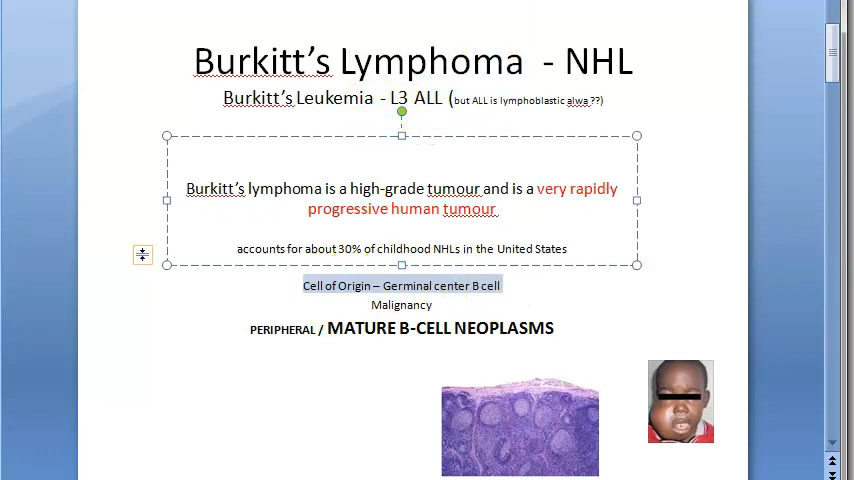 Burkitt’s Lymphoma - NHL
Burkitt’s Leukemia - L3 ALL (but ALL is lymphoblastic alwa ??)
Burkitt’s lymphoma is a high-grade tumour and is a very rapidly
progressive human tumour
accounts for about 30% of childhood NHLs in the United States
Cell of Origin – Germinal center B cell
Malignancy
PERIPHERAL / MATURE B-CELL NEOPLASMS